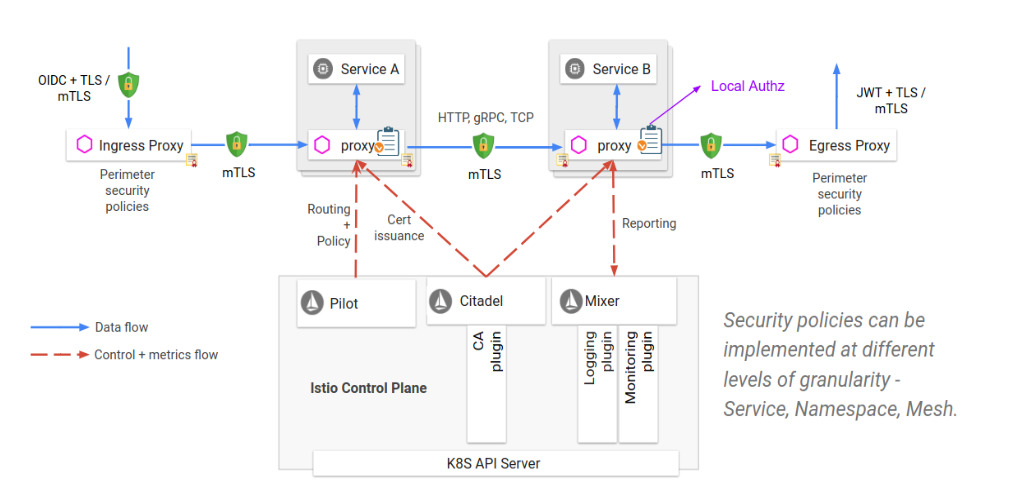 OIDC + TLS /
mTLS
Ingress Proxy
Perimeter
security
policies
mTLS
Service A
proxy
HTTP, gRPC, TCP
mTLS
Service B
proxy
Local Authz
mTLS
JWT + TLS /
mTLS
Egress Proxy
Perimeter
security
policies
Routing
+
Policy
Cert
issuance
Reporting
Pilot
Citadel
Mixer
CA
plugin
Logging
plugin
Monitoring
plugin
Istio Control Plane
K8S API Server
Data flow
Control + metrics flow
Security policies can be
implemented at different
levels of granularity -
Service, Namespace, Mesh.